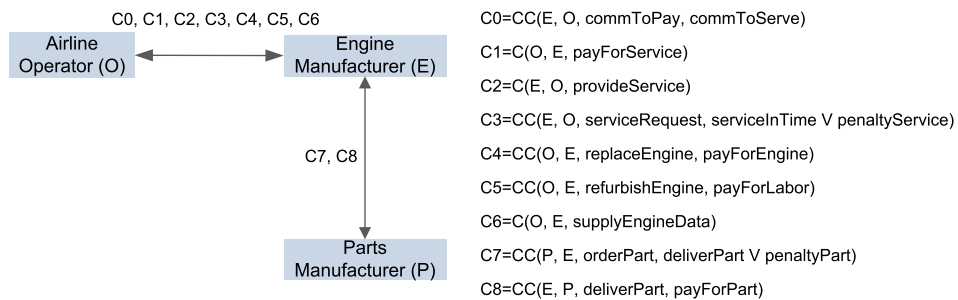 C0, C1, C2, C3, C4, C5, C6
Airline
Operator (O)
Engine
Manufacturer (E)
C7, C8
Parts
Manufacturer (P)
C0=CC(E, O, commToPay, commToServe)
C1=C(O, E, payForService)
C2=C(E, O, provideService)
C3=CC(E, O, serviceRequest, serviceInTime V penaltyService)
C4=CC(O, E, replaceEngine, payForEngine)
C5=CC(O, E, refurbishEngine, payForLabor)
C6=C(O, E, supplyEngineData)
C7=CC(P, E, orderPart, deliverPart V penaltyPart)
C8=CC(E, P, deliverPart, payForPart)